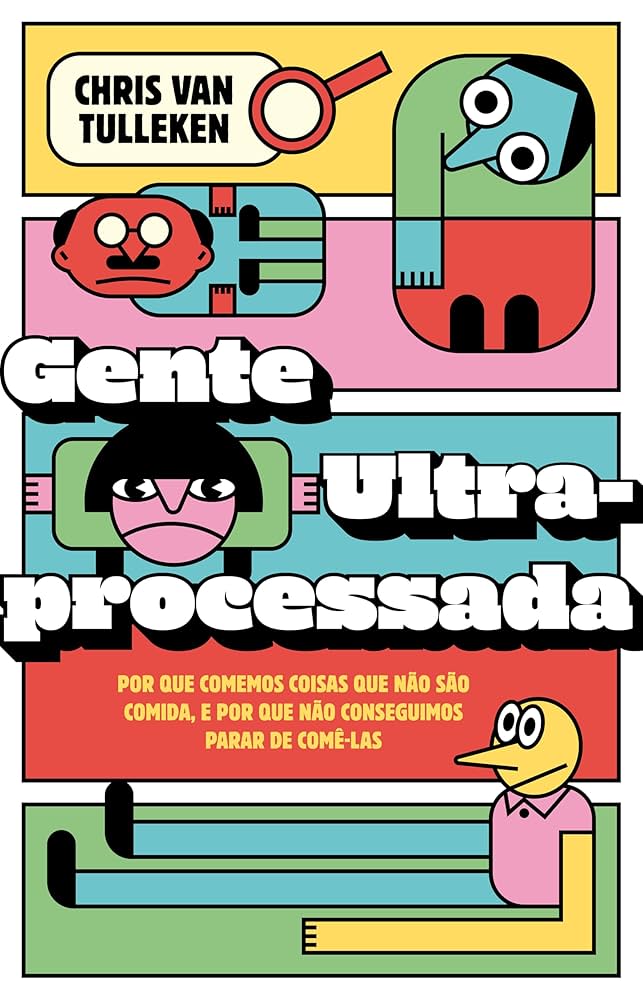 CHRIS VAN
TULLEKEN
Gente
Ultra-
processada
POR QUE COMEMOS COISAS QUE NÃO SÃO
COMIDA, E POR QUE NÃO CONSEGUIMOS
PARAR DE COMÊ-LAS